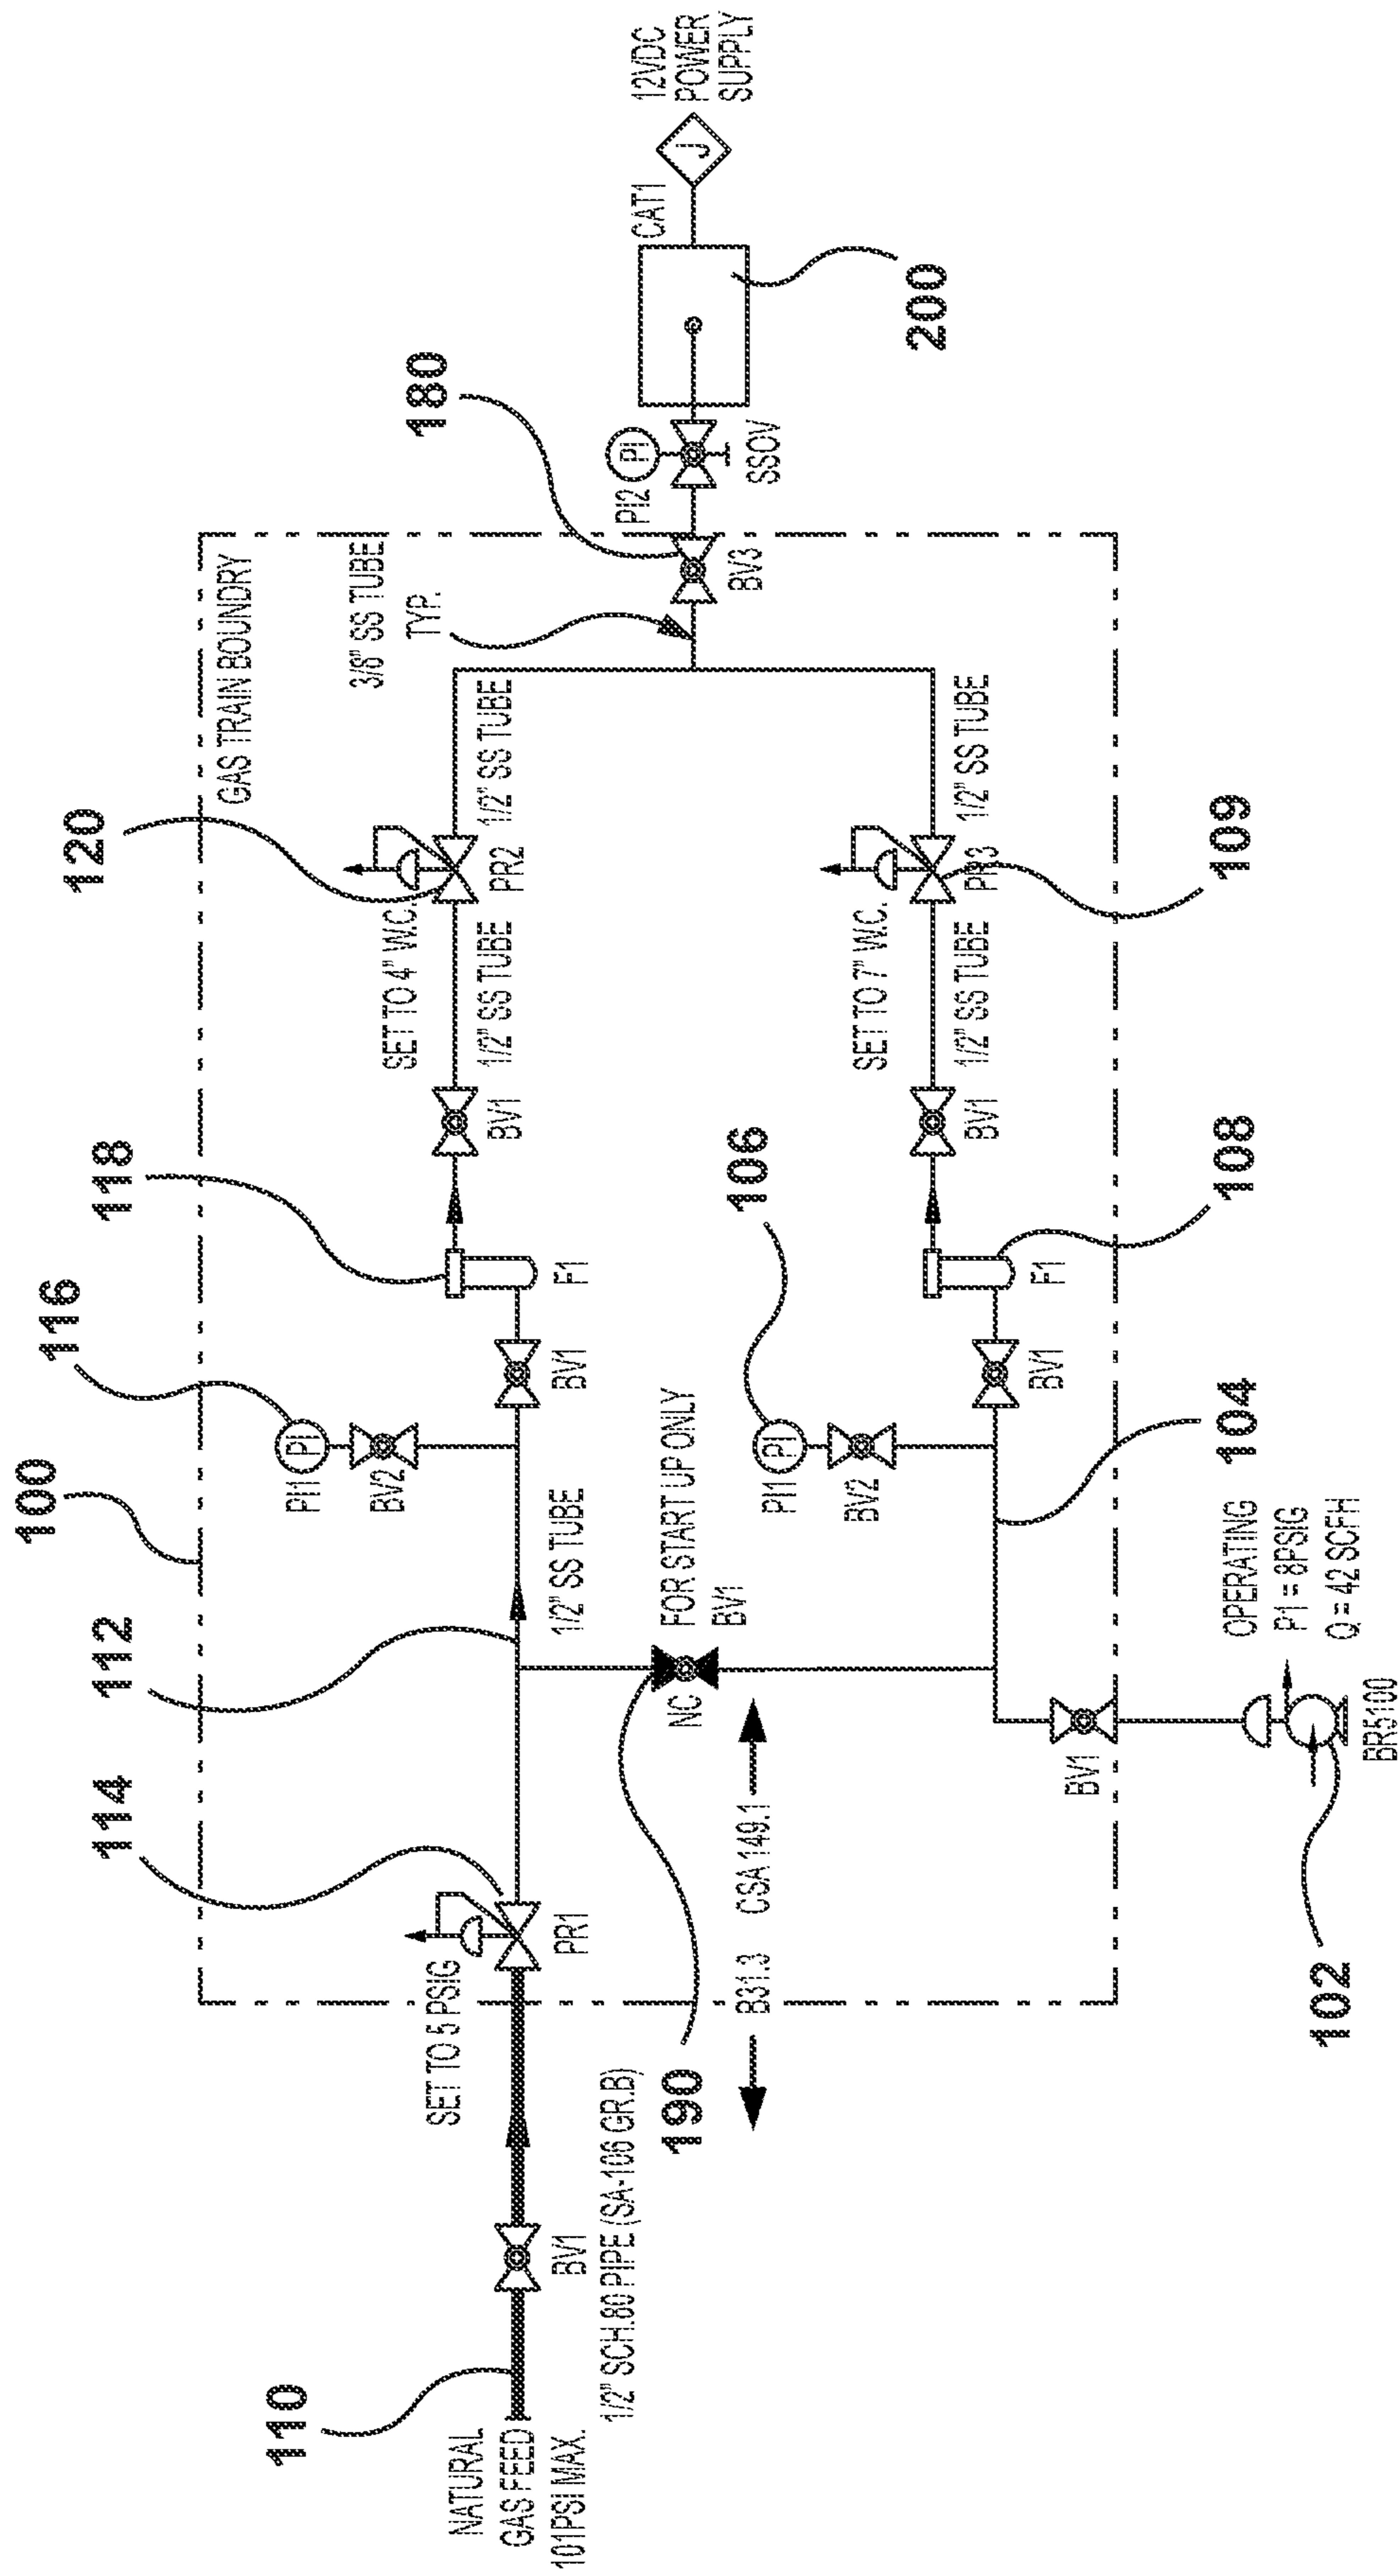 100
116
118
120
114
112
GAS TRAIN BOUNDRY
3/8" SS TUBE
TYP.
180
110
NATURAL
GAS FEED
101PSI MAX.
BV1
1/2" SCH.80 PIPE (SA-106 GR.B)
SET TO 5 PSIG
PR1
1/2" SS TUBE
PI
PI1
BV2
BV1
F1
BV1
SET TO 4" W.C.
1/2" SS TUBE
PR2
1/2" SS TUBE
BV3
PI
PI2
SSOV
CAT1
J
12VDC
POWER
SUPPLY
200
190
NC
FOR START UP ONLY
BV1
B31.3
CSA 149.1
106
PI
PI1
BV2
BV1
F1
BV1
SET TO 7" W.C.
1/2" SS TUBE
PR3
1/2" SS TUBE
BV1
102
BR5100
OPERATING
P1 = 8PSIG
Q = 42 SCFH
104
108
109